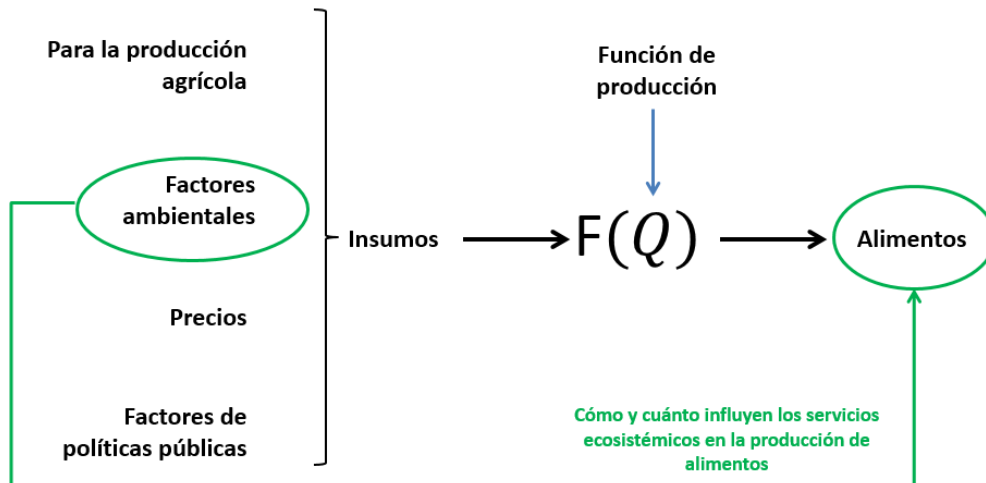 Para la producción
agrícola
Factores
ambientales
Precios
Factores de
políticas públicas
Insumos
Función de
producción
F(Q)
Alimentos
Cómo y cuánto influyen los servicios
ecosistémicos en la producción de
alimentos